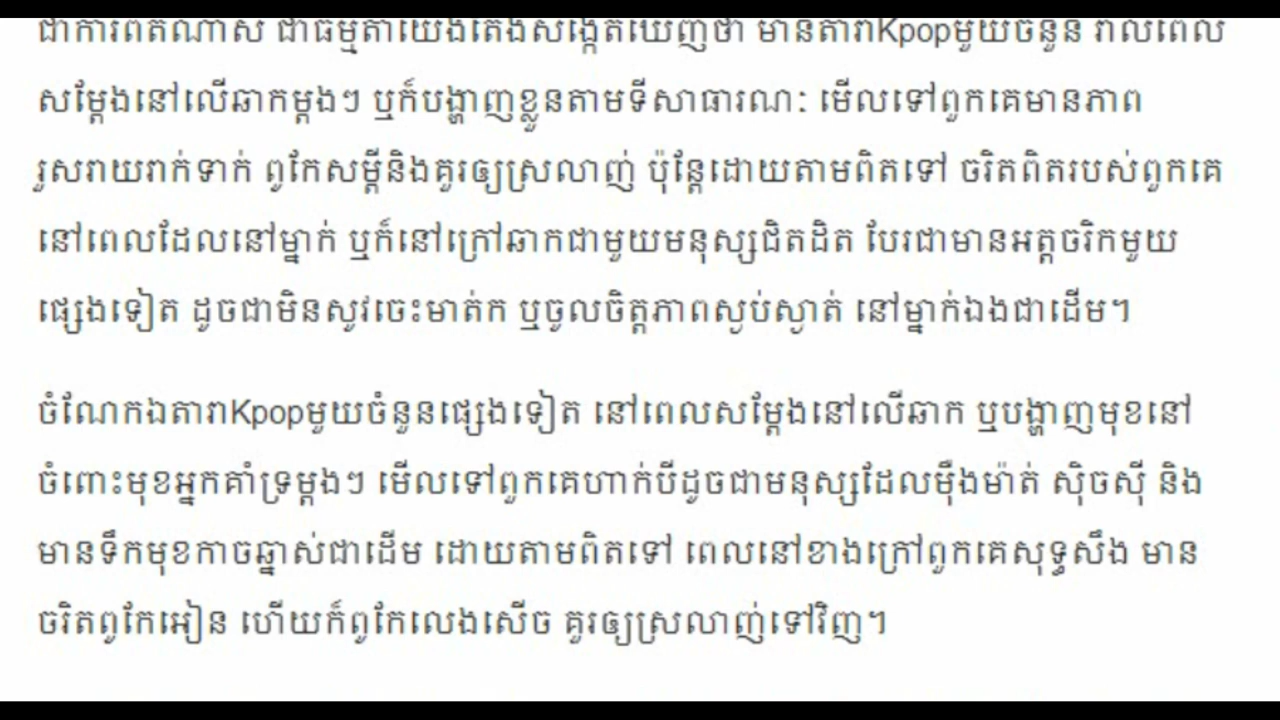 ជាការពិតណាស់ ជាធម្មតាយើងតែងសង្កេតឃើញថា មានតារាKpopមួយចំនួន រាល់ពេល
សម្ដែងនៅលើឆាកម្ដងៗ ឬក៏បង្ហាញខ្លួនតាមទីសាធារណៈ មើលទៅពួកគេមានភាព
រួសរាយរាក់ទាក់ ពូកែសម្ដីនិងគួរឲ្យស្រលាញ់ ប៉ុន្តែដោយតាមពិតទៅ ចរិតពិតរបស់ពួកគេ
នៅពេលដែលនៅម្នាក់ ឬក៏នៅក្រៅឆាកជាមួយមនុស្សជិតដិត បែរជាមានអត្តចរិកមួយ
ផ្សេងទៀត ដូចជាមិនសូវចេះមាត់ក ឬចូលចិត្តភាពស្ងប់ស្ងាត់ នៅម្នាក់ឯងជាដើម។
ចំណែកឯតារាKpopមួយចំនួនផ្សេងទៀត នៅពេលសម្ដែងនៅលើឆាក ឬបង្ហាញមុខនៅ
ចំពោះមុខអ្នកគាំទ្រម្ដងៗ មើលទៅពួកគេហាក់បីដូចជាមនុស្សដែលម៉ឺងម៉ាត់ ស៊ិចស៊ី និង
មានទឹកមុខកាចឆ្នាស់ជាដើម ដោយតាមពិតទៅ ពេលនៅខាងក្រៅពួកគេសុទ្ធសឹង មាន
ចរិតពូកែអៀន ហើយក៏ពូកែលេងសើច គួរឲ្យស្រលាញ់ទៅវិញ។